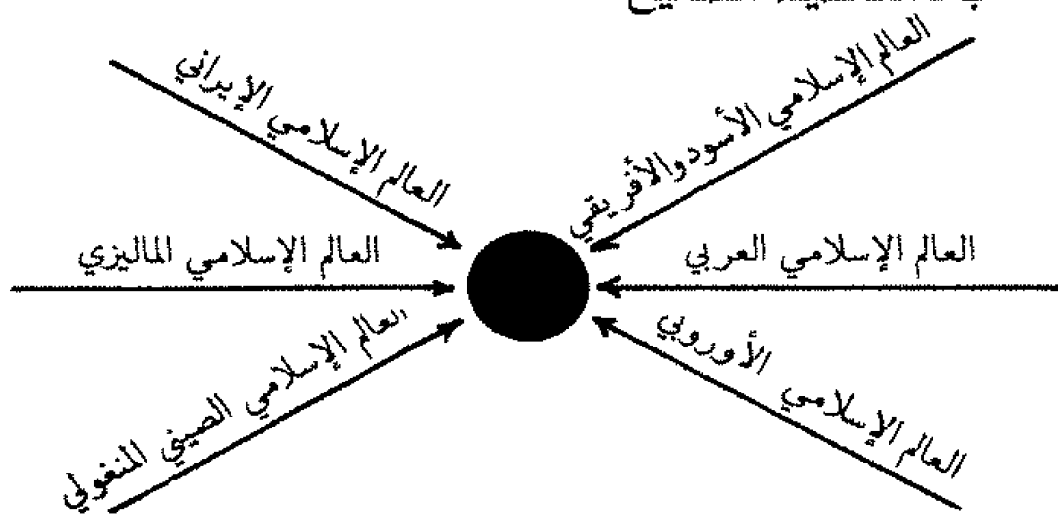 العالم الإسلامي الأسود والأفريقي
العالم الإسلامي الإيراني
العالم الإسلامي العربي
العالم الإسلامي الماليزي
العالم الإسلامي الأوروبي
العالم الإسلامي الصيني المنغولي